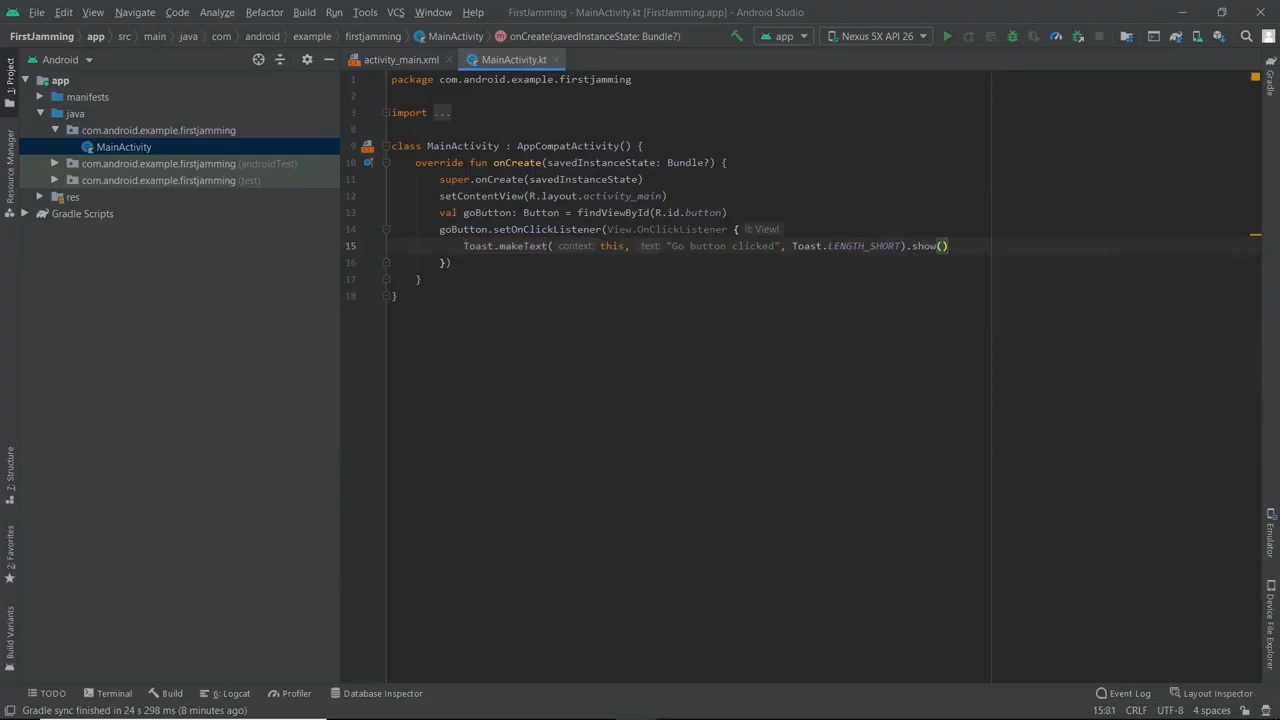 File Edit View Navigate Code Analyze Refactor Build Run Tools VCS Window Help FirstJamming - MainActivity.kt [FirstJamming.app] - Android Studio
FirstJamming app src main java com android example firstjamming MainActivity onCreate(savedInstanceState: Bundle?) app Nexus 5X API 26
1: Project
Resource Manager
7: Structure
2: Favorites
Build Variants
Android
app
manifests
java
com.android.example.firstjamming
MainActivity
com.android.example.firstjamming (androidTest)
com.android.example.firstjamming (test)
res
Gradle Scripts
activity_main.xml MainActivity.kt
1 package com.android.example.firstjamming
2
3 import ...
8
9 class MainActivity : AppCompatActivity() {
10 override fun onCreate(savedInstanceState: Bundle?) {
11 super.onCreate(savedInstanceState)
12 setContentView(R.layout.activity_main)
13 val goButton: Button = findViewById(R.id.button)
14 goButton.setOnClickListener(View.OnClickListener { it: View!
15 Toast.makeText( context: this, text: "Go button clicked", Toast.LENGTH_SHORT).show()
16 })
17 }
18 }
Gradle
Emulator
Device File Explorer
TODO Terminal Build 6: Logcat Profiler Database Inspector Event Log Layout Inspector
Gradle sync finished in 24 s 298 ms (8 minutes ago) 15:81 CRLF UTF-8 4 spaces